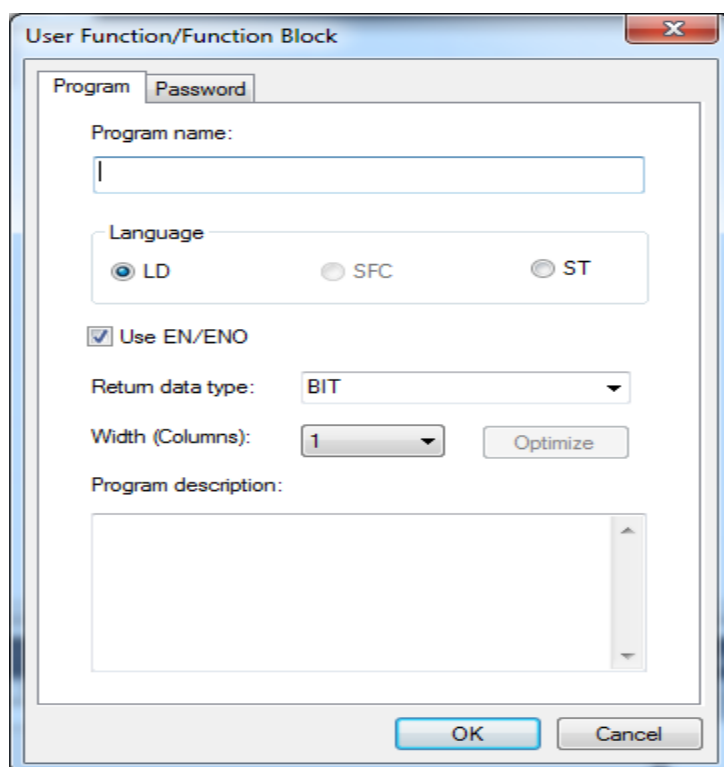 User Function/Function Block
Program Password
Program name:
Language
LD SFC ST
Use EN/ENO
Return data type: BIT
Width (Columns): 1 Optimize
Program description:
OK Cancel